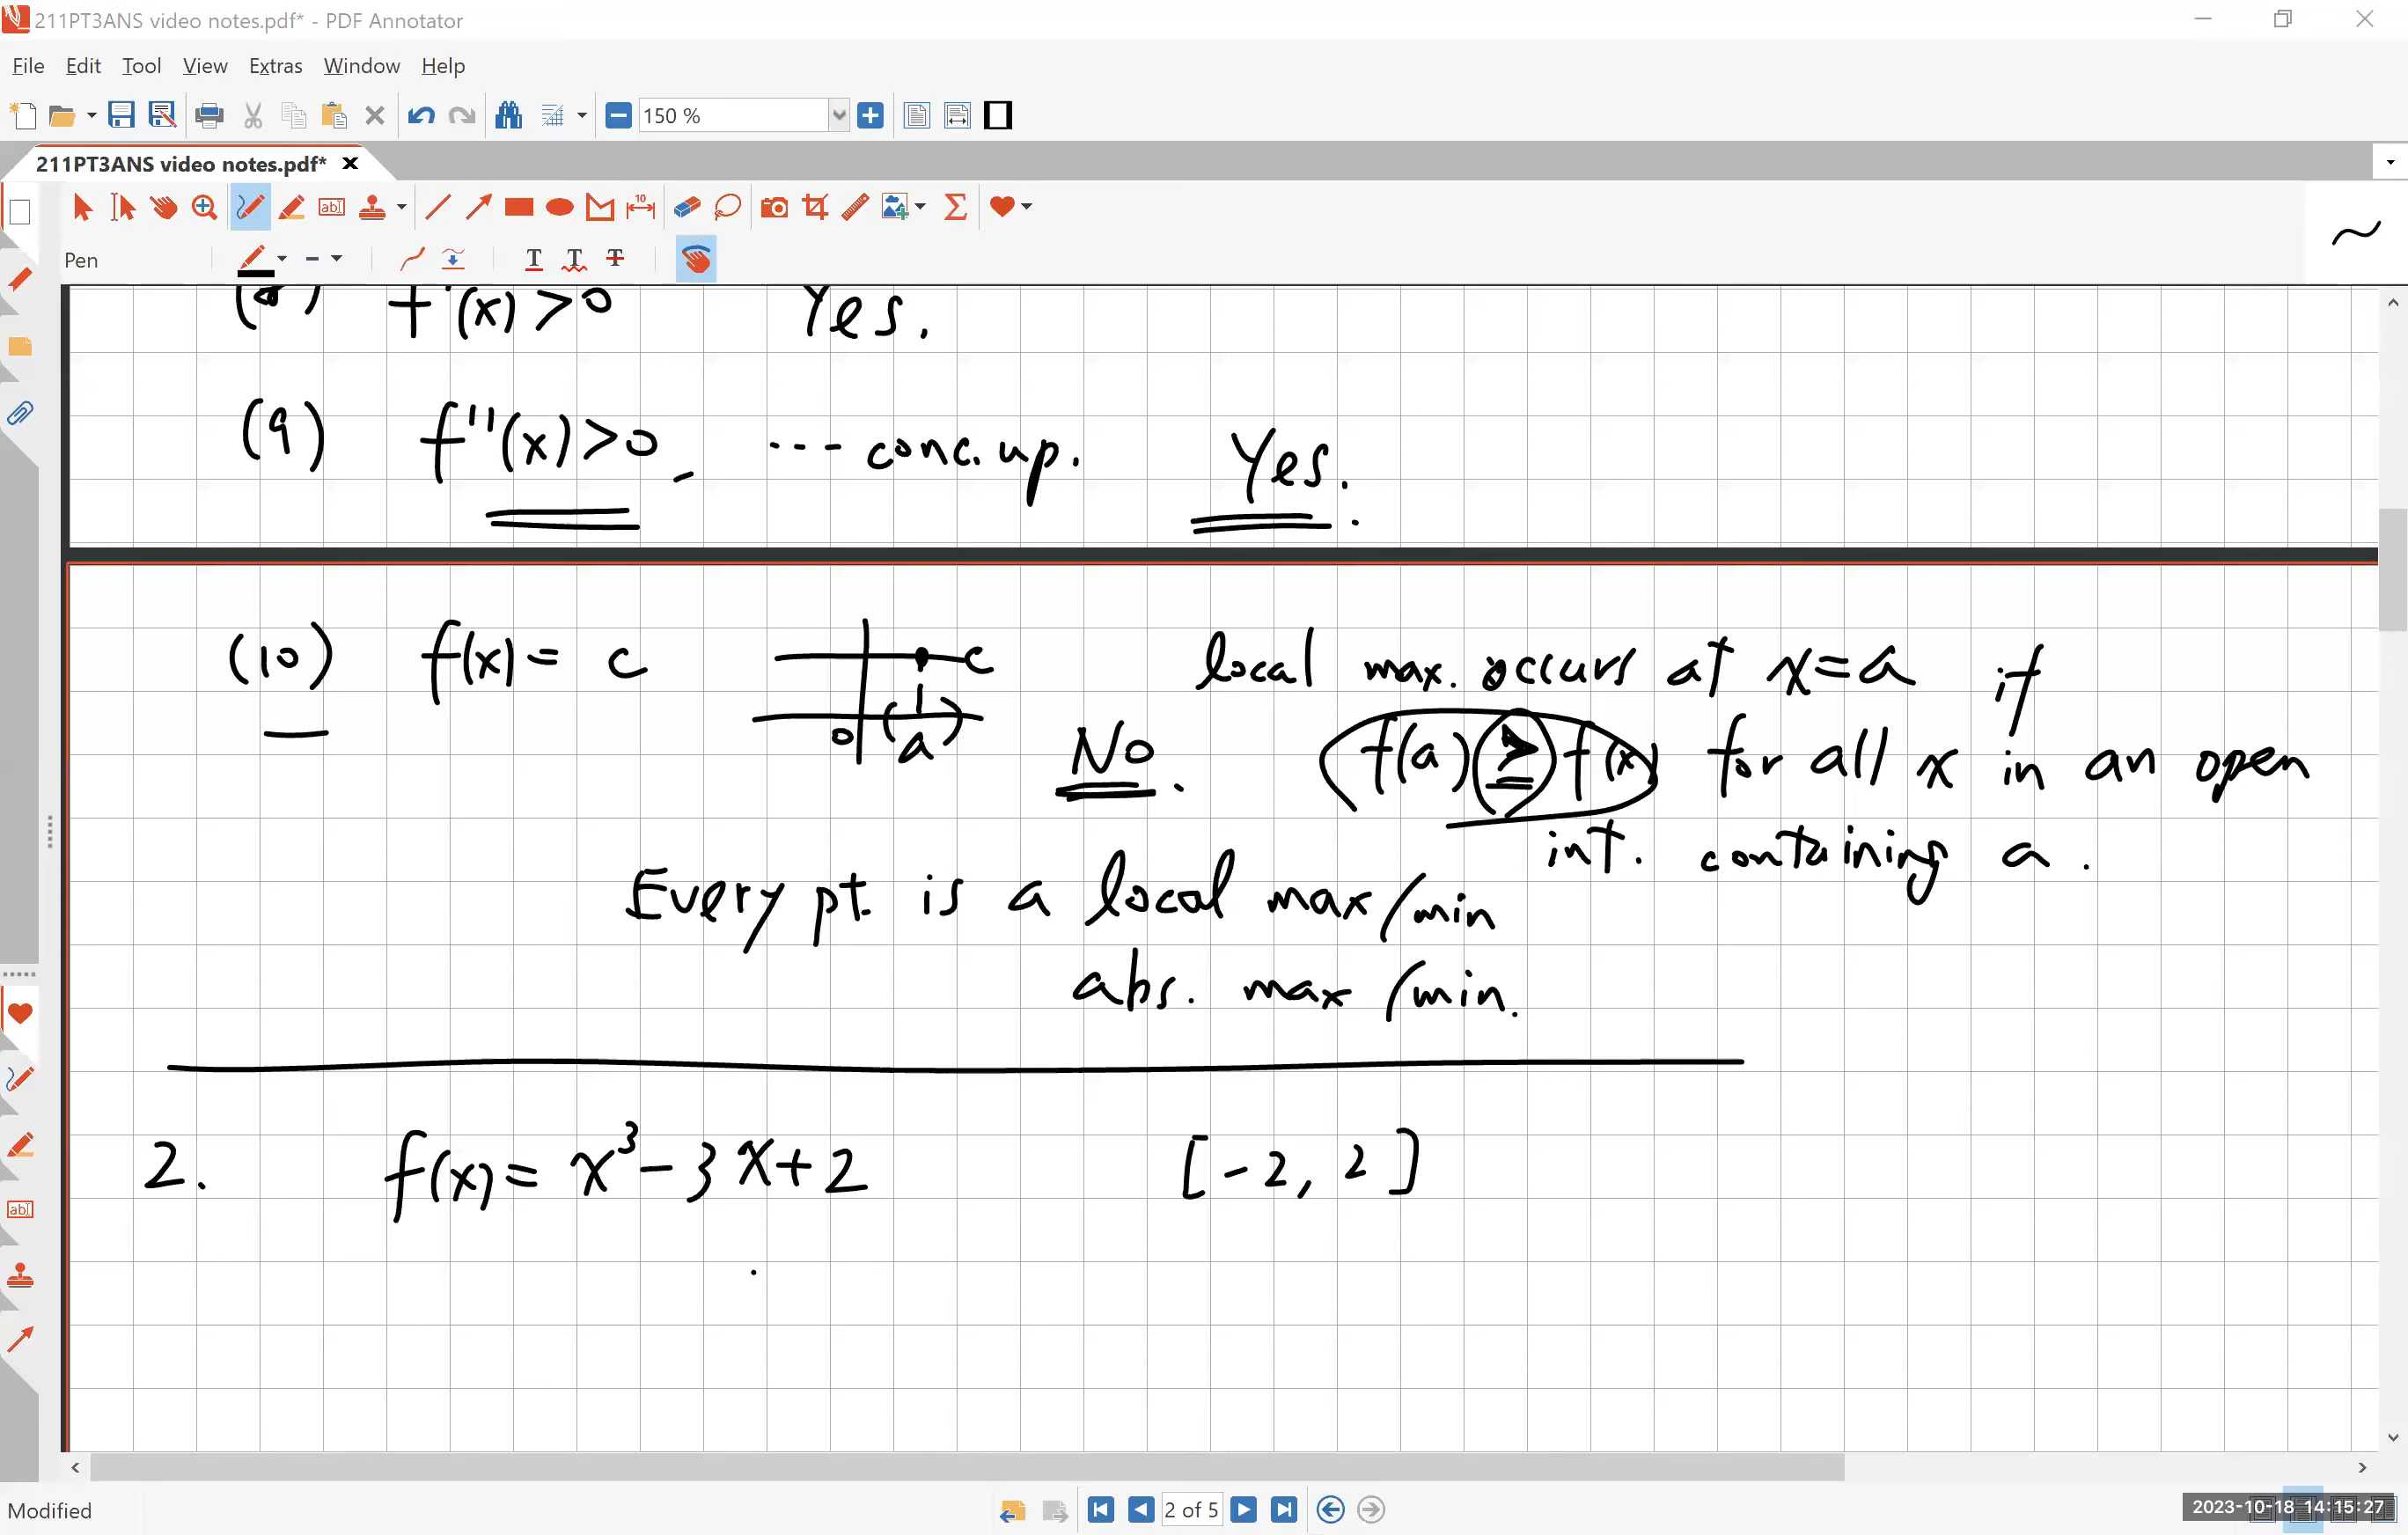 211PT3ANS video notes.pdf* - PDF Annotator
File Edit Tool View Extras Window Help
150 %
211PT3ANS video notes.pdf*
Pen
f'(x) > 0 Yes.
(9) f''(x) > 0 --- conc. up. Yes.
(10) f(x) = c c local max. occurs at x = a if
0 ( a ) No. f(a) ≥ f(x) for all x in an open
int. containing a.
Every pt. is a local max/min
abs. max/min.
2. f(x) = x³ - 3x + 2 [-2, 2]
Modified
2 of 5
2023-10-18 14:15:27